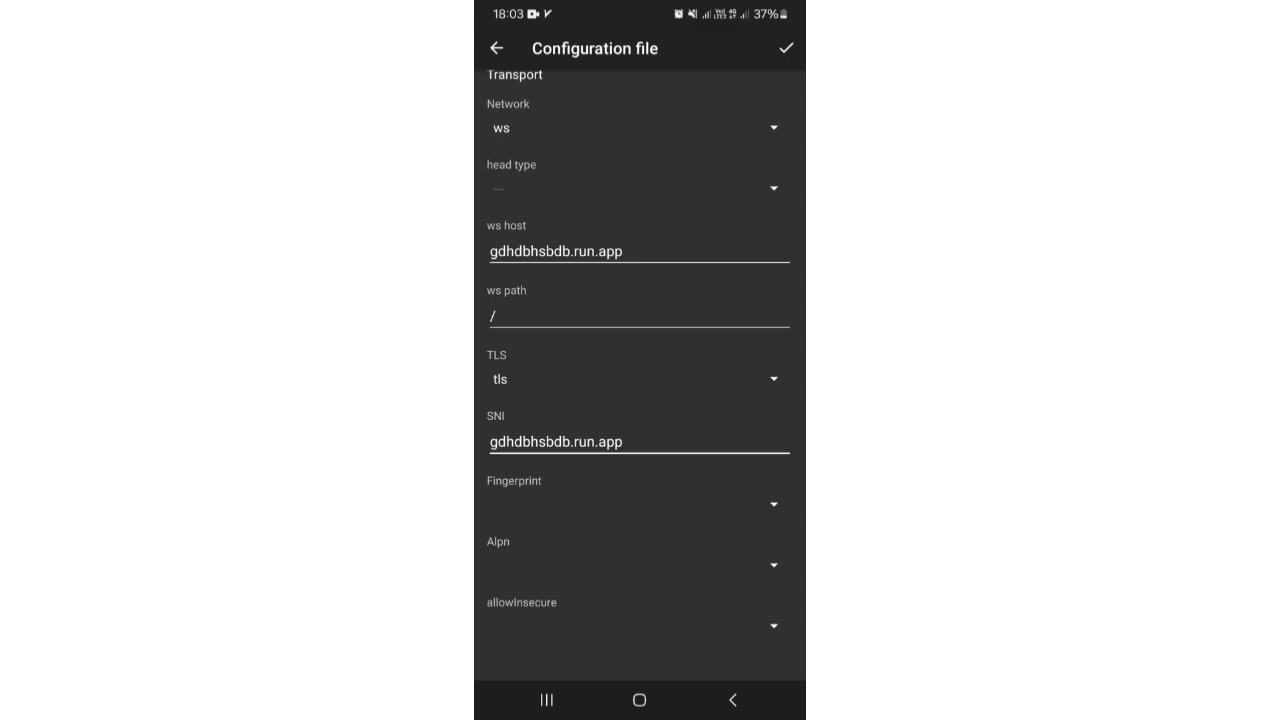 18:03 37%
Configuration file
Transport
Network
ws
head type
---
ws host
gdhdbhsbdb.run.app
ws path
/
TLS
tls
SNI
gdhdbhsbdb.run.app
Fingerprint
Alpn
allowInsecure